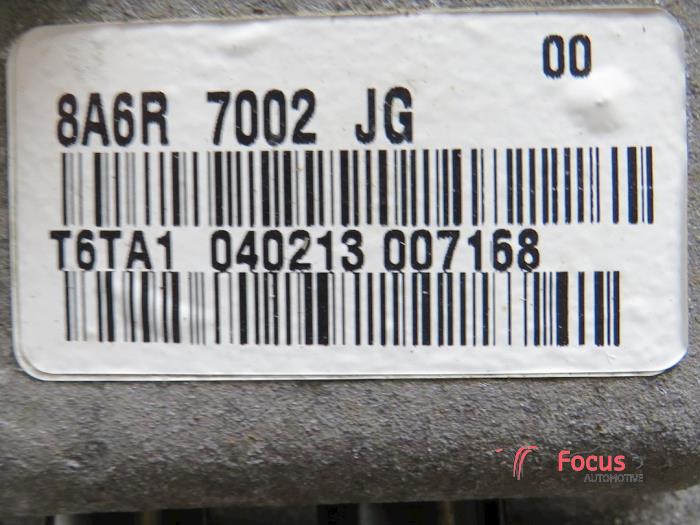 00
8A6R 7002 JG
T6TA1 040213 007168
Focus
AUTOMOTIVE